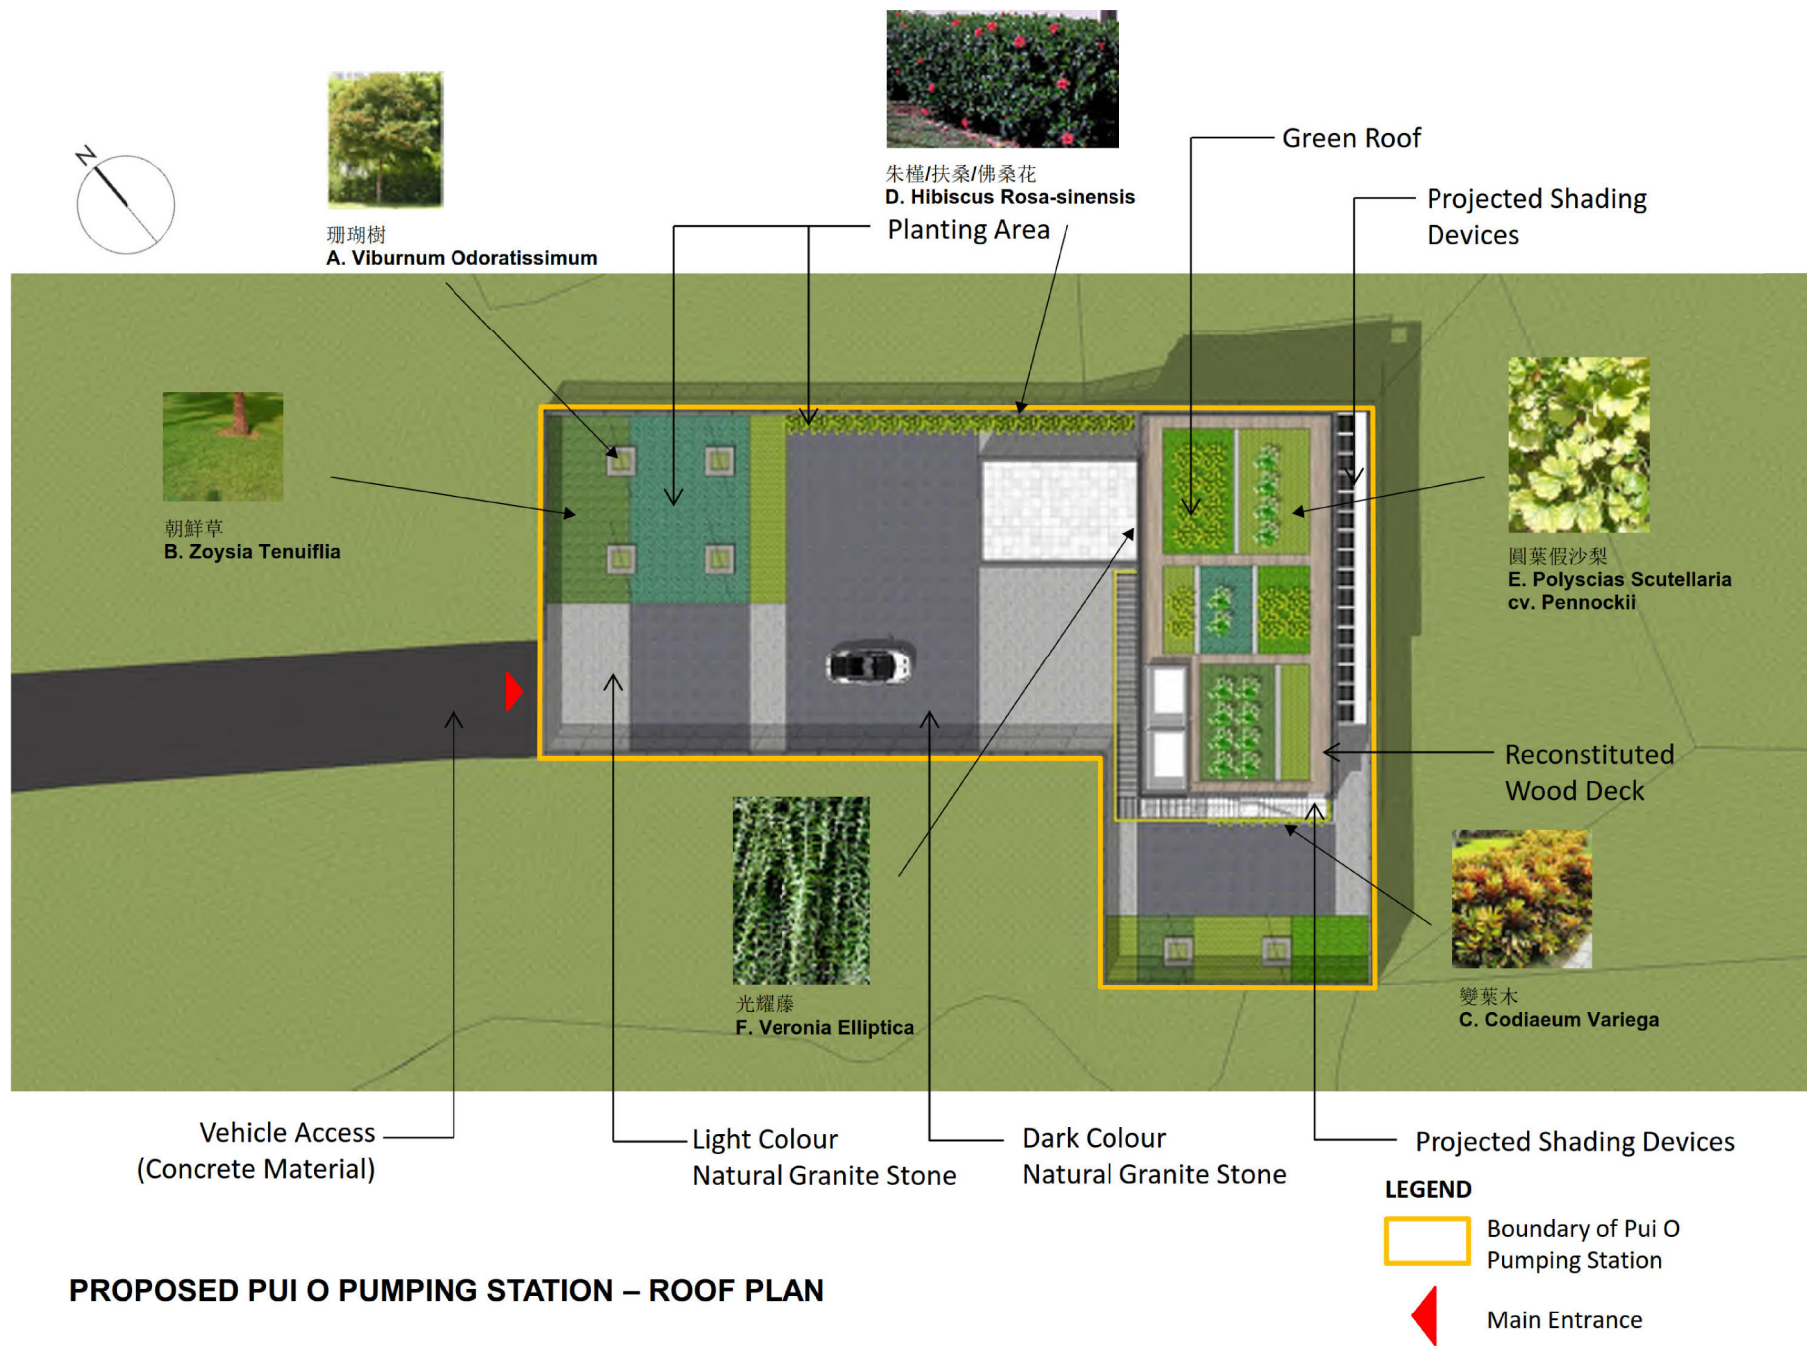 N
珊瑚樹
A. Viburnum Odoratissimum
朱槿/扶桑/佛桑花
D. Hibiscus Rosa-sinensis
Planting Area
Green Roof
Projected Shading
Devices
朝鮮草
B. Zoysia Tenuiflia
圓葉假沙梨
E. Polyscias Scutellaria
cv. Pennockii
Reconstituted
Wood Deck
光耀藤
F. Veronia Elliptica
變葉木
C. Codiaeum Variega
Vehicle Access
(Concrete Material)
Light Colour
Natural Granite Stone
Dark Colour
Natural Granite Stone
Projected Shading Devices
LEGEND
Boundary of Pui O
Pumping Station
Main Entrance
PROPOSED PUI O PUMPING STATION – ROOF PLAN